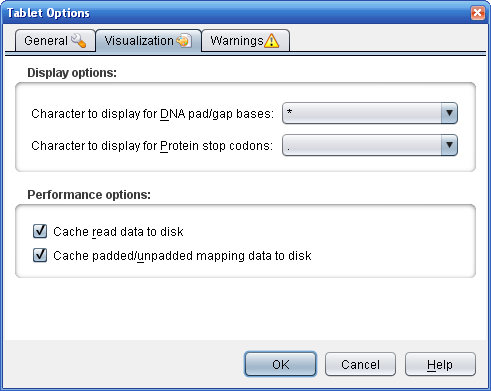 Tablet Options
General Visualization Warnings
Display options:
Character to display for DNA pad/gap bases: *
Character to display for Protein stop codons: .
Performance options:
Cache read data to disk
Cache padded/unpadded mapping data to disk
OK Cancel Help